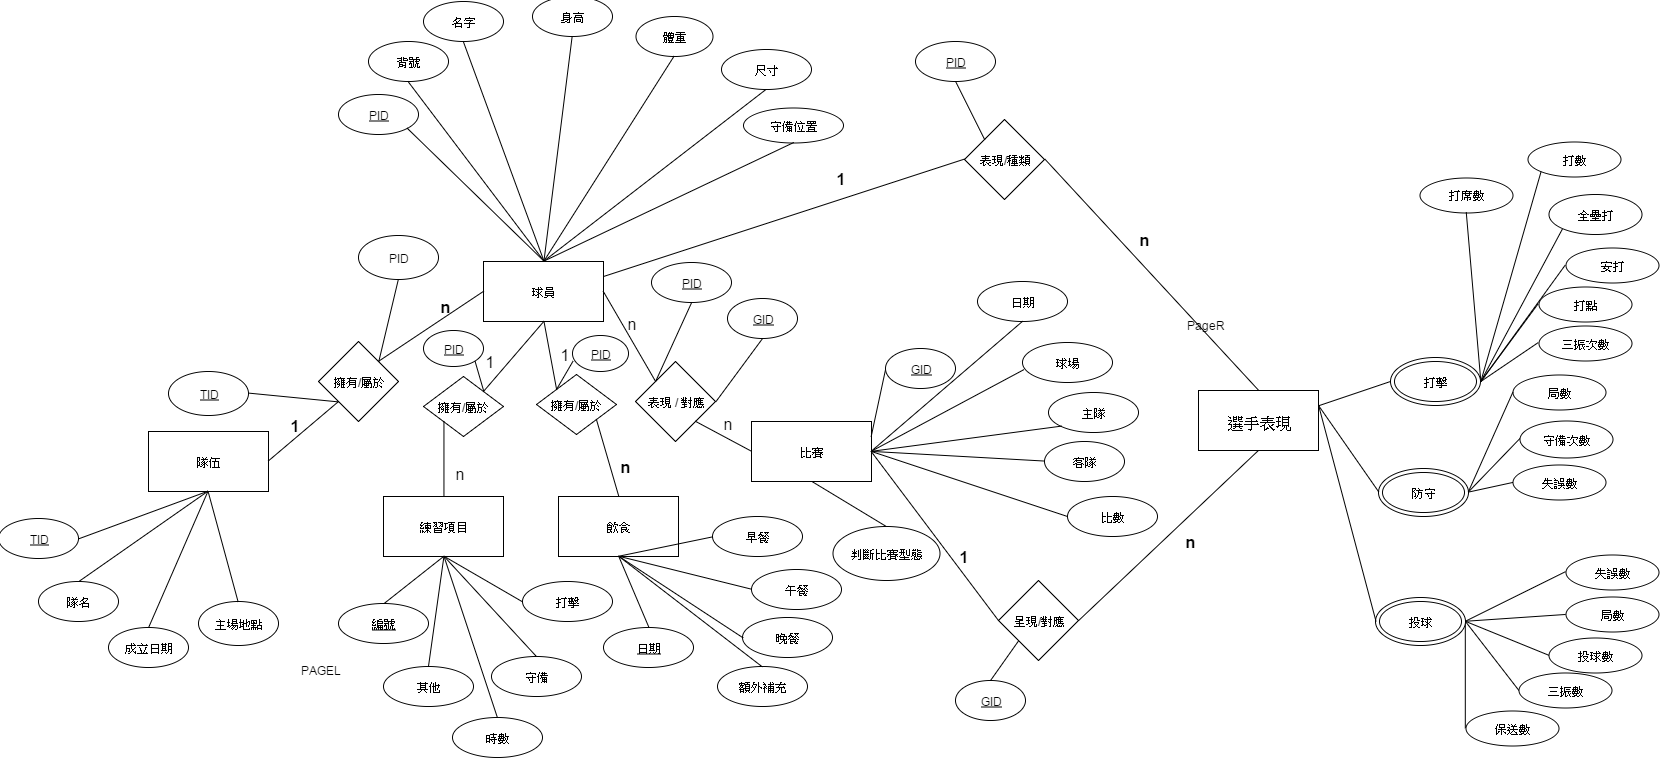 身高
名字
體重
背號
PID
尺寸
PID
守備位置
表現/種類
1
n
打數
打席數
全壘打
安打
打點
三振次數
打擊
PageR
PID
球員
n
PID
GID
日期
n
PID
1
1
PID
GID
球場
擁有/屬於
TID
擁有/屬於
擁有/屬於
表現 / 對應
主隊
局數
1
n
選手表現
守備次數
隊伍
n
n
比賽
客隊
防守
失誤數
練習項目
飲食
早餐
比數
TID
判斷比賽型態
1
n
失誤數
午餐
隊名
打擊
編號
主場地點
晚餐
呈現/對應
投球
局數
成立日期
日期
投球數
PAGEL
守備
其他
額外補充
GID
三振數
時數
保送數